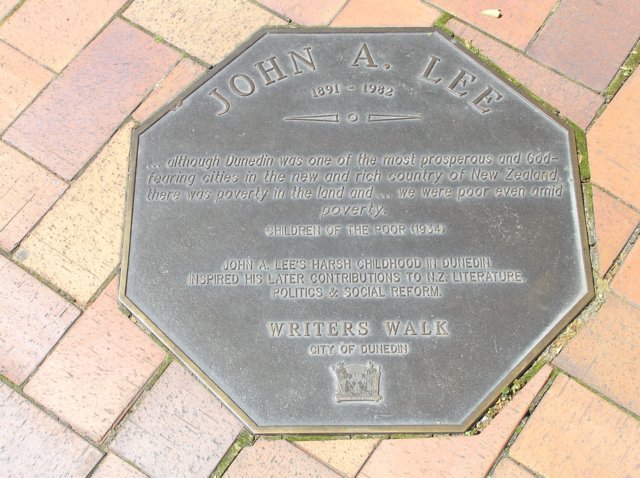 JOHN A. LEE
1891 - 1982
... although Dunedin was one of the most prosperous and God-
fearing cities in the new and rich country of New Zealand,
there was poverty in the land and ... we were poor even amid
poverty.
CHILDREN OF THE POOR (1934)
JOHN A. LEE'S HARSH CHILDHOOD IN DUNEDIN
INSPIRED HIS LATER CONTRIBUTIONS TO N.Z. LITERATURE,
POLITICS & SOCIAL REFORM.
WRITERS WALK
CITY OF DUNEDIN